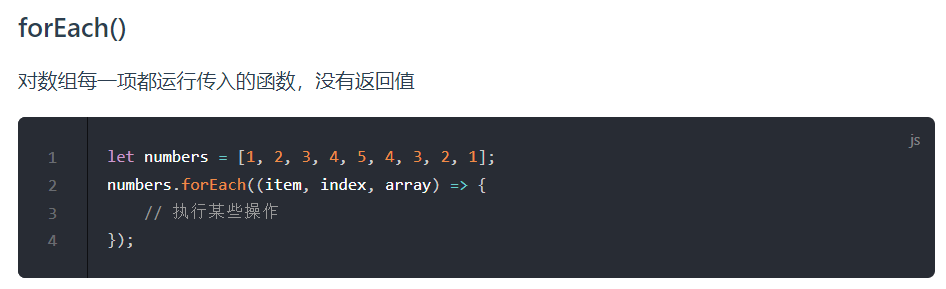 forEach()
对数组每一项都运行传入的函数，没有返回值
js
1 let numbers = [1, 2, 3, 4, 5, 4, 3, 2, 1];
2 numbers.forEach((item, index, array) => {
3     // 执行某些操作
4 });